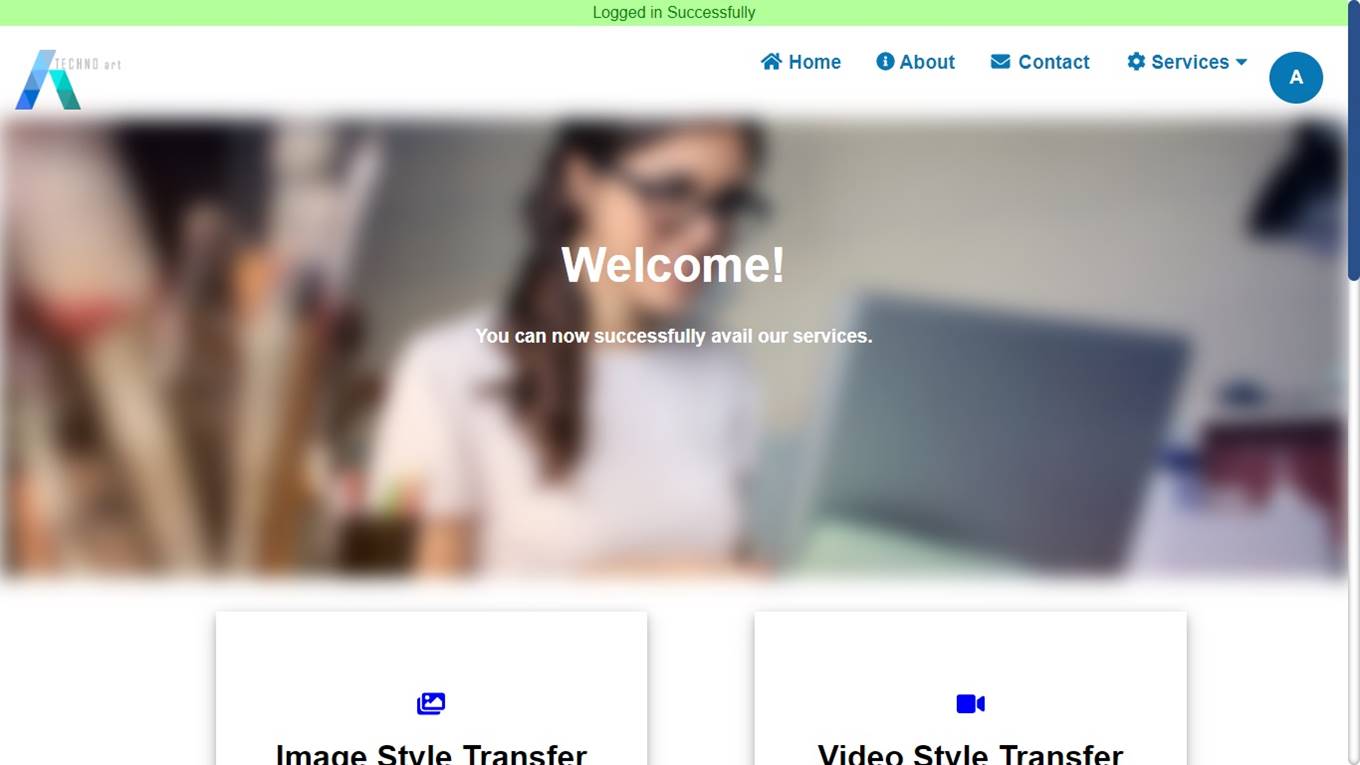 Logged in Successfully
TECHNO art
Home
About
Contact
Services
A
Welcome!
You can now successfully avail our services.
Image Style Transfer
Video Style Transfer